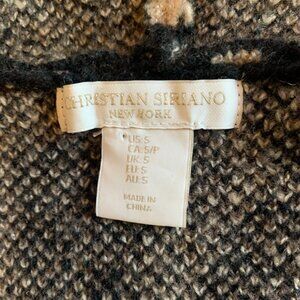 CHRISTIAN SIRIANO
NEW YORK
US: S
CA: S/P
UK: S
EU: S
AU: S
MADE IN
CHINA